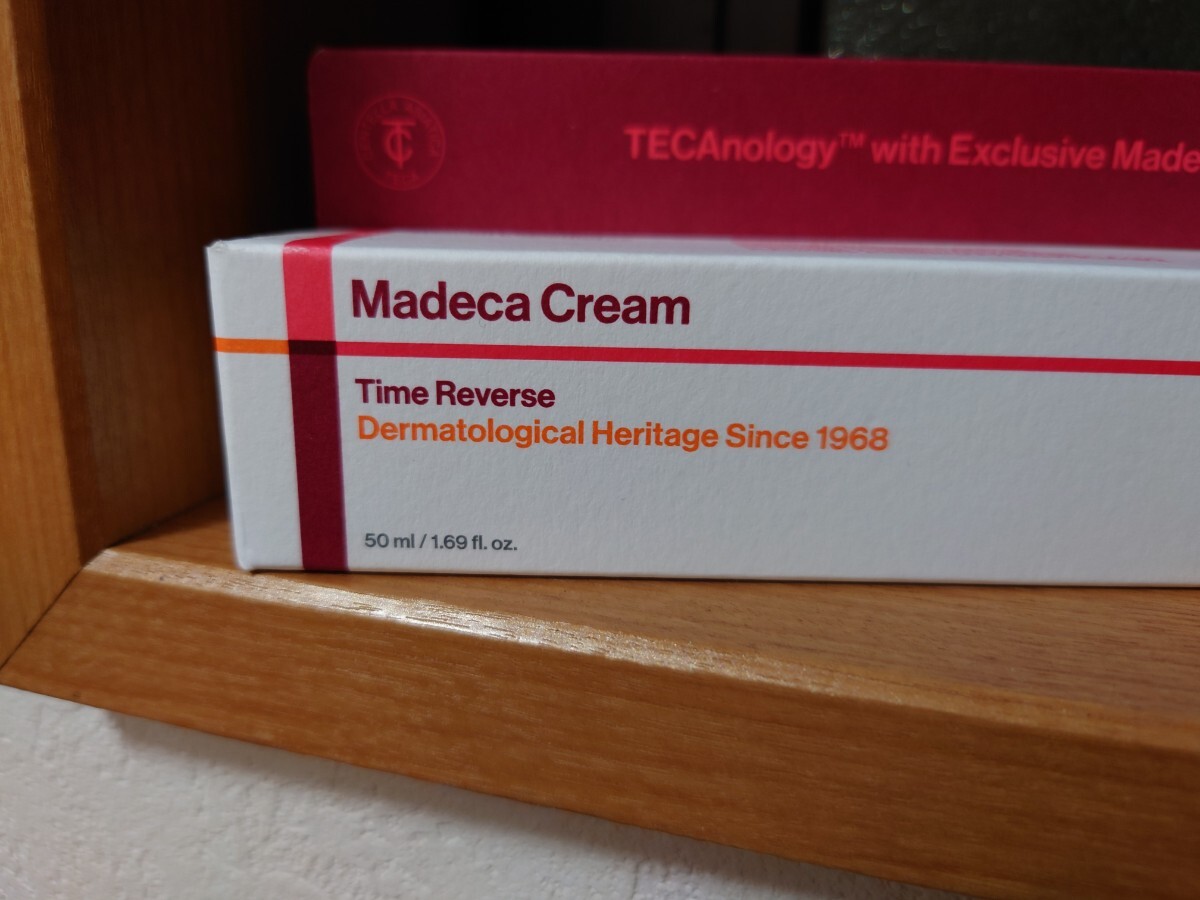 TECAnology™ with Exclusive Made
Madeca Cream
Time Reverse
Dermatological Heritage Since 1968
50 ml / 1.69 fl. oz.